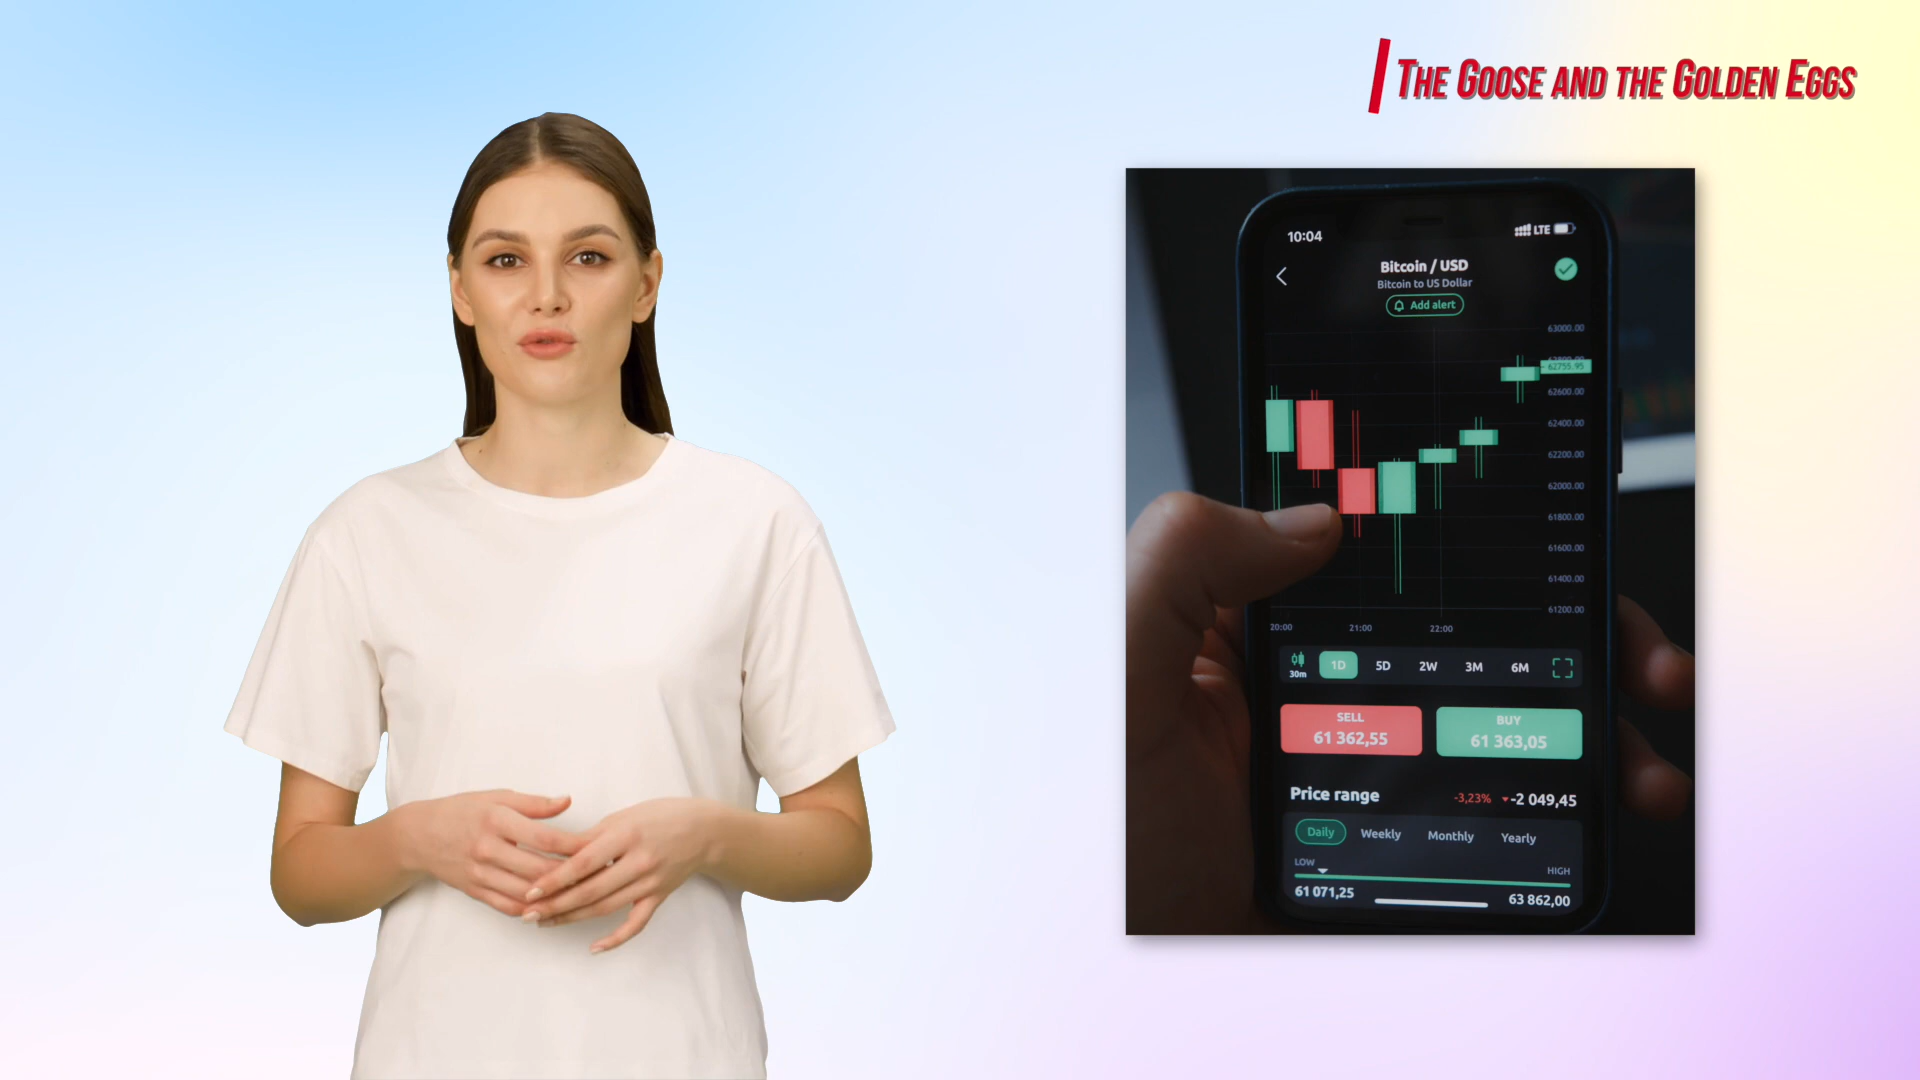 The Goose and the Golden Eggs
10:04
LTE
Bitcoin / USD
Bitcoin to US Dollar
Add alert
63000.00
62755.95
62600.00
62400.00
62200.00
62000.00
61800.00
61600.00
61400.00
61200.00
20:00 21:00 22:00
30m 1D 5D 2W 3M 6M
SELL BUY
61 362,55 61 363,05
Price range -3,23% -2 049,45
Daily Weekly Monthly Yearly
LOW HIGH
61 071,25 63 862,00